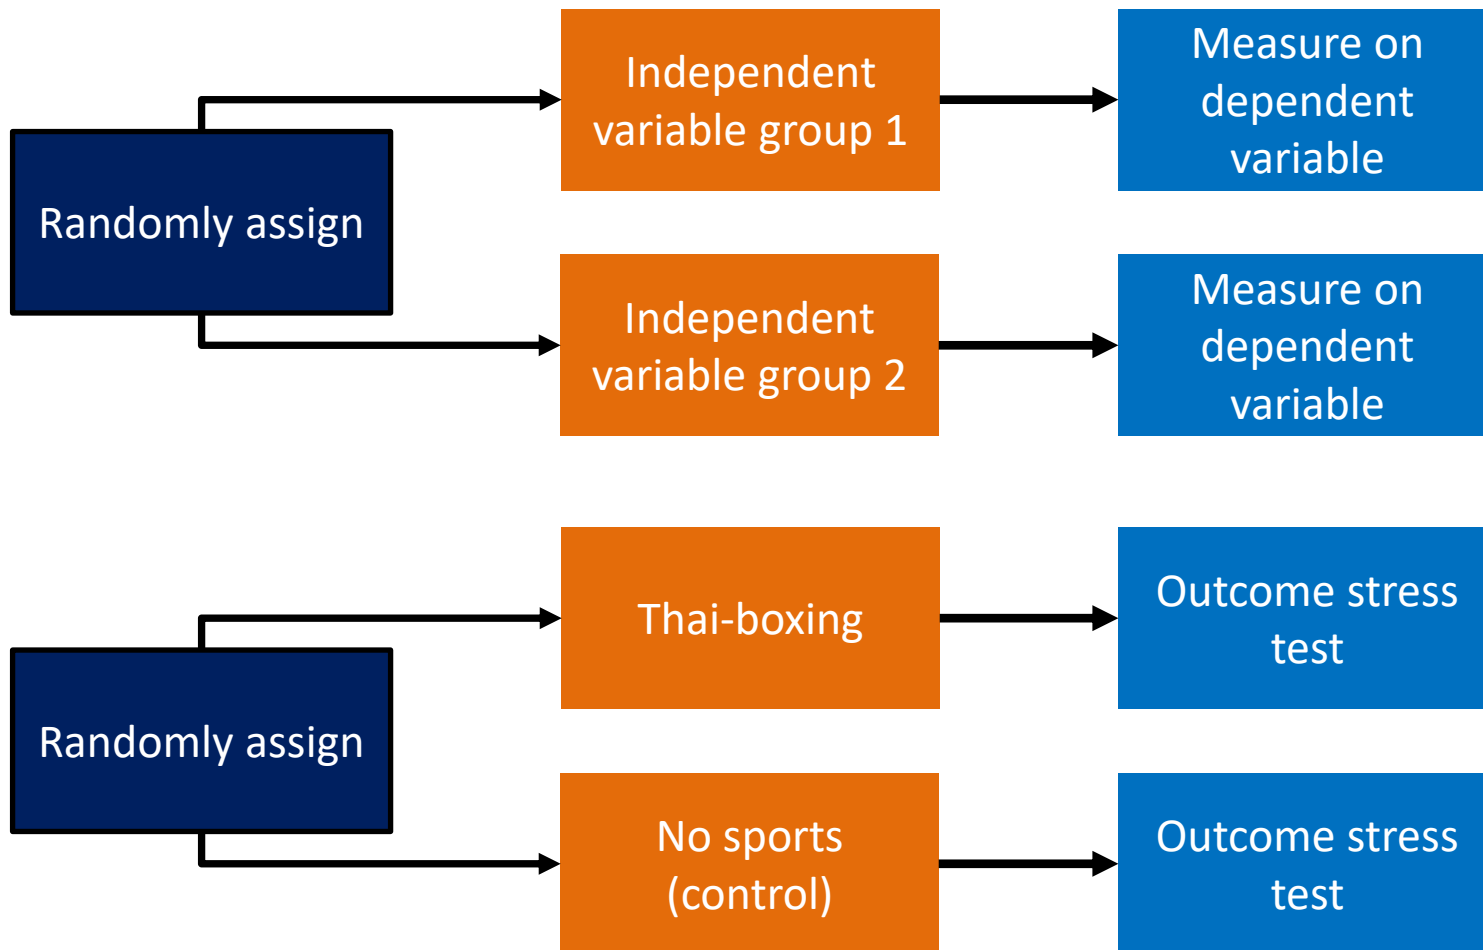 Randomly assign
Independent
variable group 1
Measure on
dependent
variable
Independent
variable group 2
Measure on
dependent
variable
Randomly assign
Thai-boxing
Outcome stress
test
No sports
(control)
Outcome stress
test